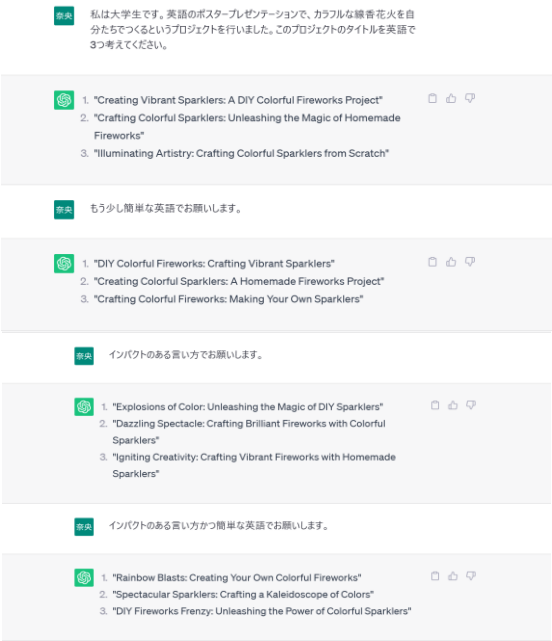 奈央
私は大学生です。英語のポスタープレゼンテーションで、カラフルな線香花火を自
分たちでつくるというプロジェクトを行いました。このプロジェクトのタイトルを英語で
3つ考えてください。
1. "Creating Vibrant Sparklers: A DIY Colorful Fireworks Project"
2. "Crafting Colorful Sparklers: Unleashing the Magic of Homemade
Fireworks"
3. "Illuminating Artistry: Crafting Colorful Sparklers from Scratch"
奈央
もう少し簡単な英語でお願いします。
1. "DIY Colorful Fireworks: Crafting Vibrant Sparklers"
2. "Creating Colorful Sparklers: A Homemade Fireworks Project"
3. "Crafting Colorful Fireworks: Making Your Own Sparklers"
奈央
インパクトのある言い方でお願いします。
1. "Explosions of Color: Unleashing the Magic of DIY Sparklers"
2. "Dazzling Spectacle: Crafting Brilliant Fireworks with Colorful
Sparklers"
3. "Igniting Creativity: Crafting Vibrant Fireworks with Homemade
Sparklers"
奈央
インパクトのある言い方かつ簡単な英語でお願いします。
1. "Rainbow Blasts: Creating Your Own Colorful Fireworks"
2. "Spectacular Sparklers: Crafting a Kaleidoscope of Colors"
3. "DIY Fireworks Frenzy: Unleashing the Power of Colorful Sparklers"